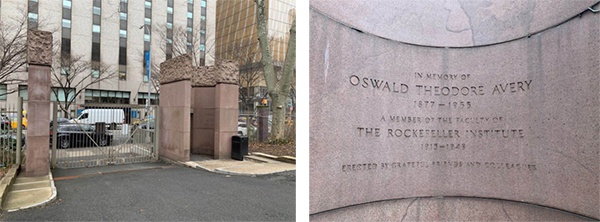 IN MEMORY OF
OSWALD THEODORE AVERY
1877 – 1955
A MEMBER OF THE FACULTY OF
THE ROCKEFELLER INSTITUTE
1913–1948
ERECTED BY GRATEFUL FRIENDS AND COLLEAGUES